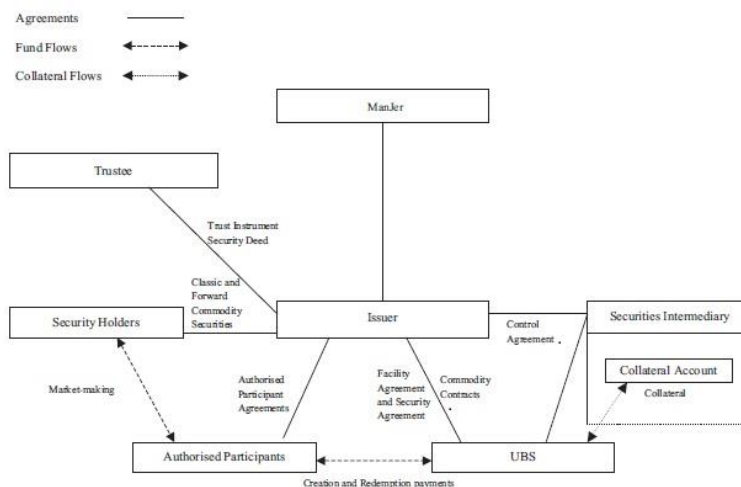 Agreements
Fund Flows
Collateral Flows
ManJer
Trustee
Trust Instrument
Security Deed
Classic and
Forward
Commodity
Securities
Security Holders
Issuer
Securities Intermediary
Control
Agreement
Collateral Account
Collateral
Market-making
Authorised
Participant
Agreements
Facility
Agreement
and Security
Agreement
Commodity
Contracts
Authorised Participants
UBS
Creation and Redemption payments